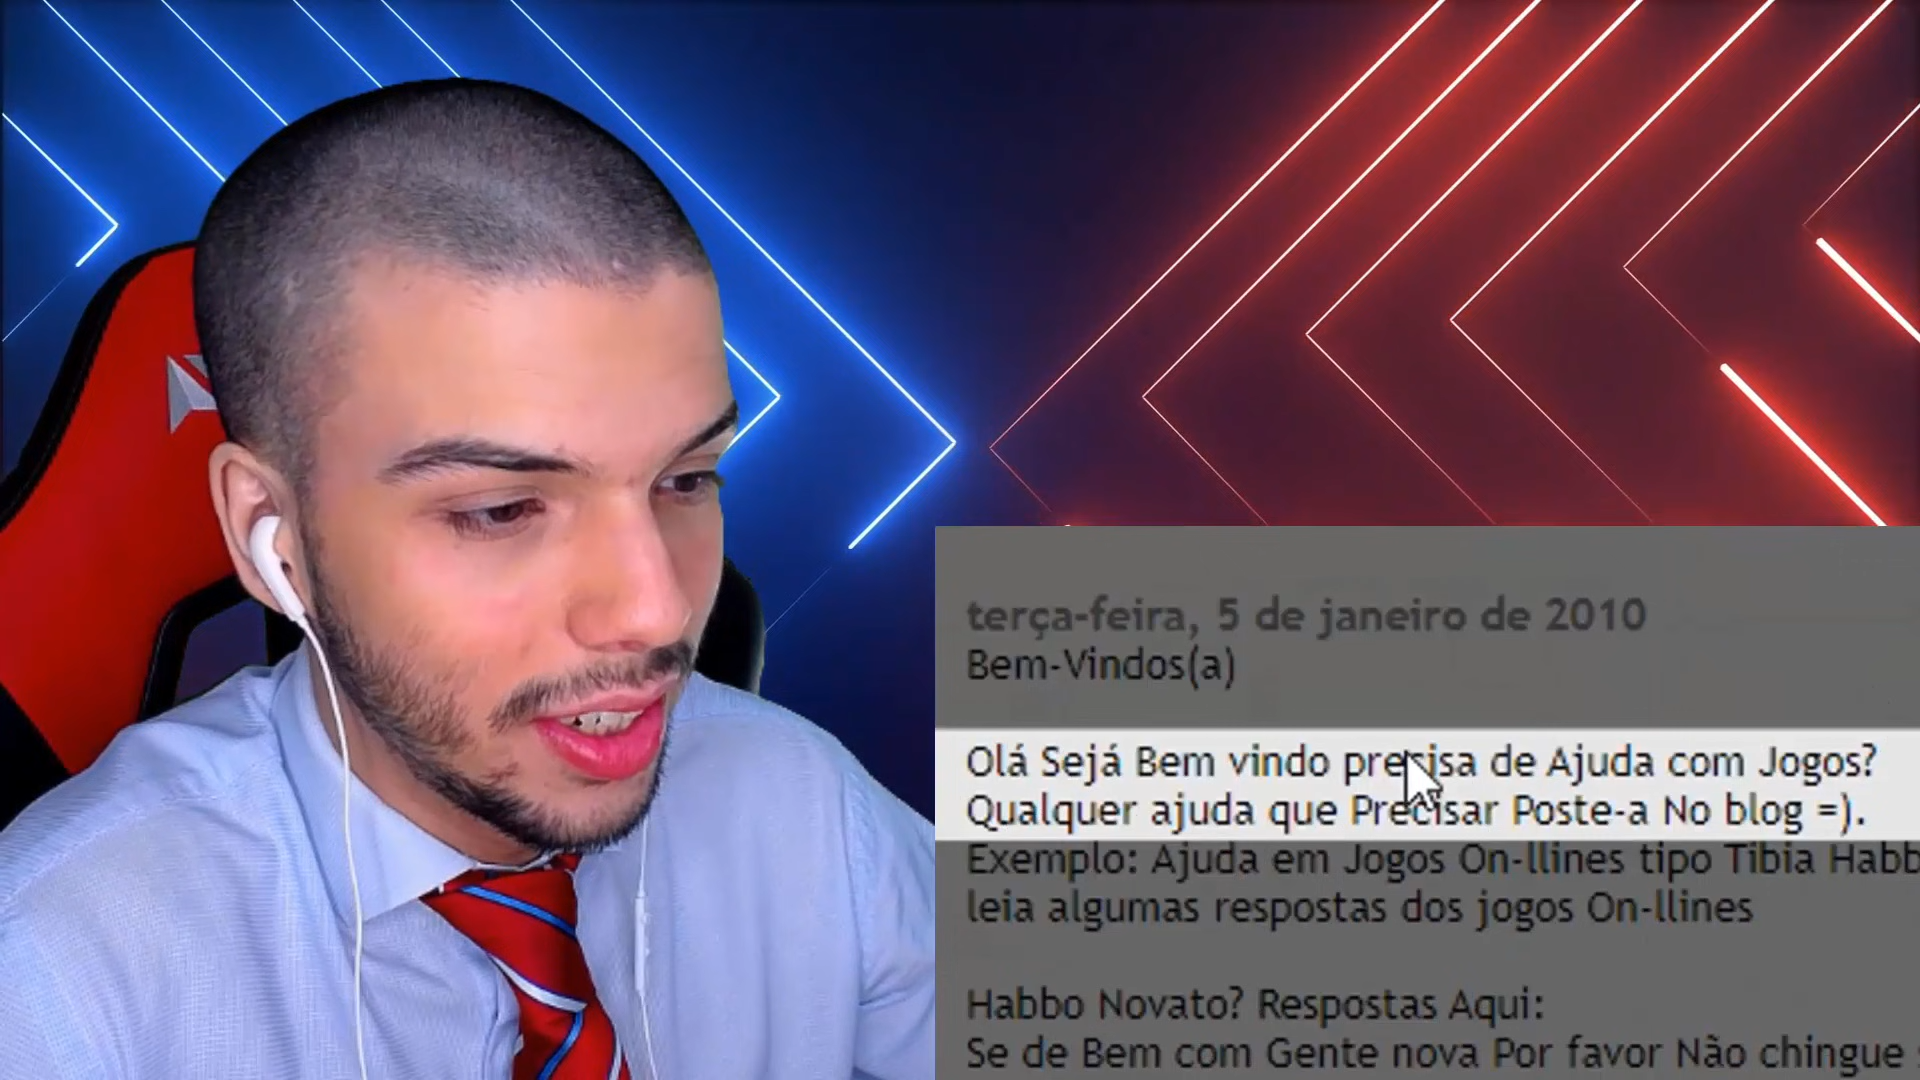 terça-feira, 5 de janeiro de 2010
Bem-Vindos(a)
Olá Sejá Bem vindo precisa de Ajuda com Jogos?
Qualquer ajuda que Precisar Poste-a No blog =).
Exemplo: Ajuda em Jogos On-llines tipo Tibia Habb
leia algumas respostas dos jogos On-llines
Habbo Novato? Respostas Aqui:
Se de Bem com Gente nova Por favor Não chingue